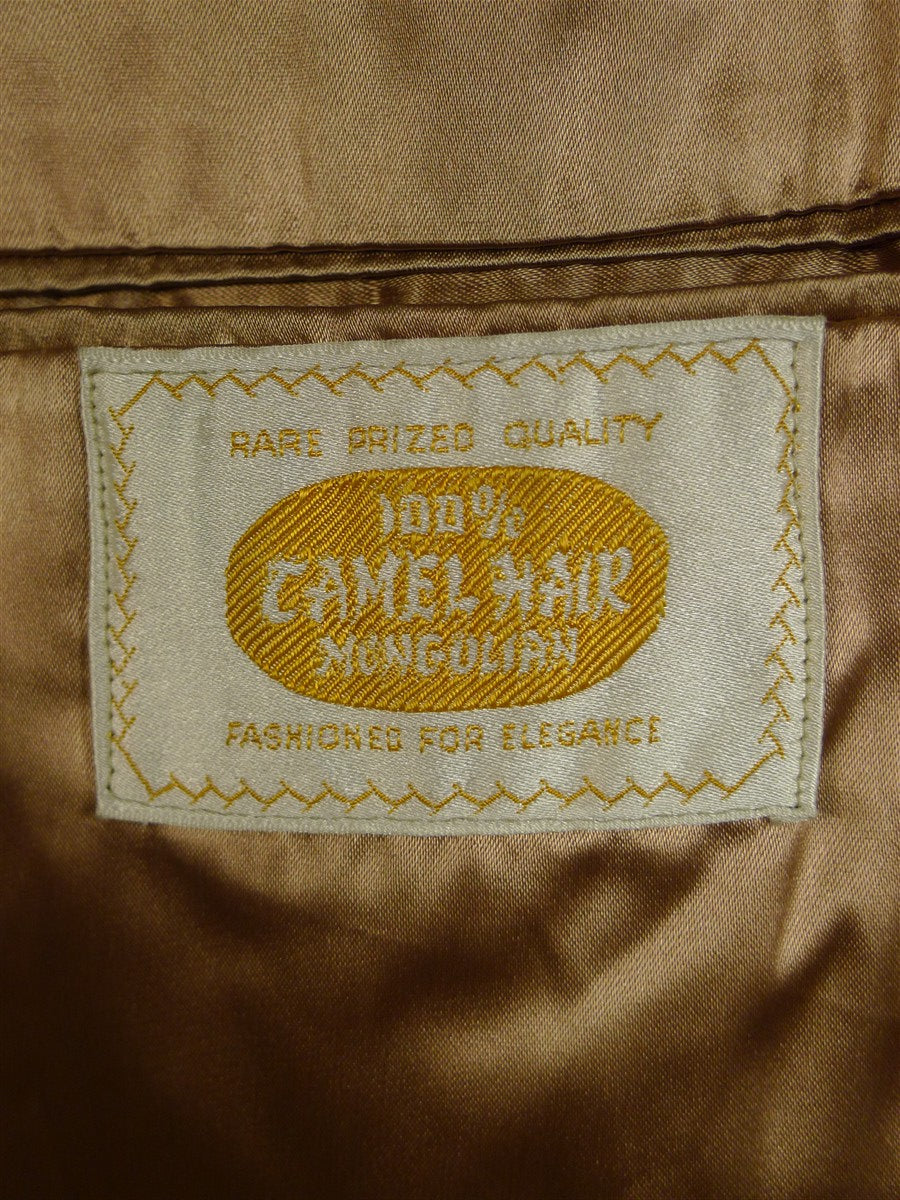 RARE PRIZED QUALITY
100%
CAMEL HAIR
MONGOLIAN
FASHIONED FOR ELEGANCE